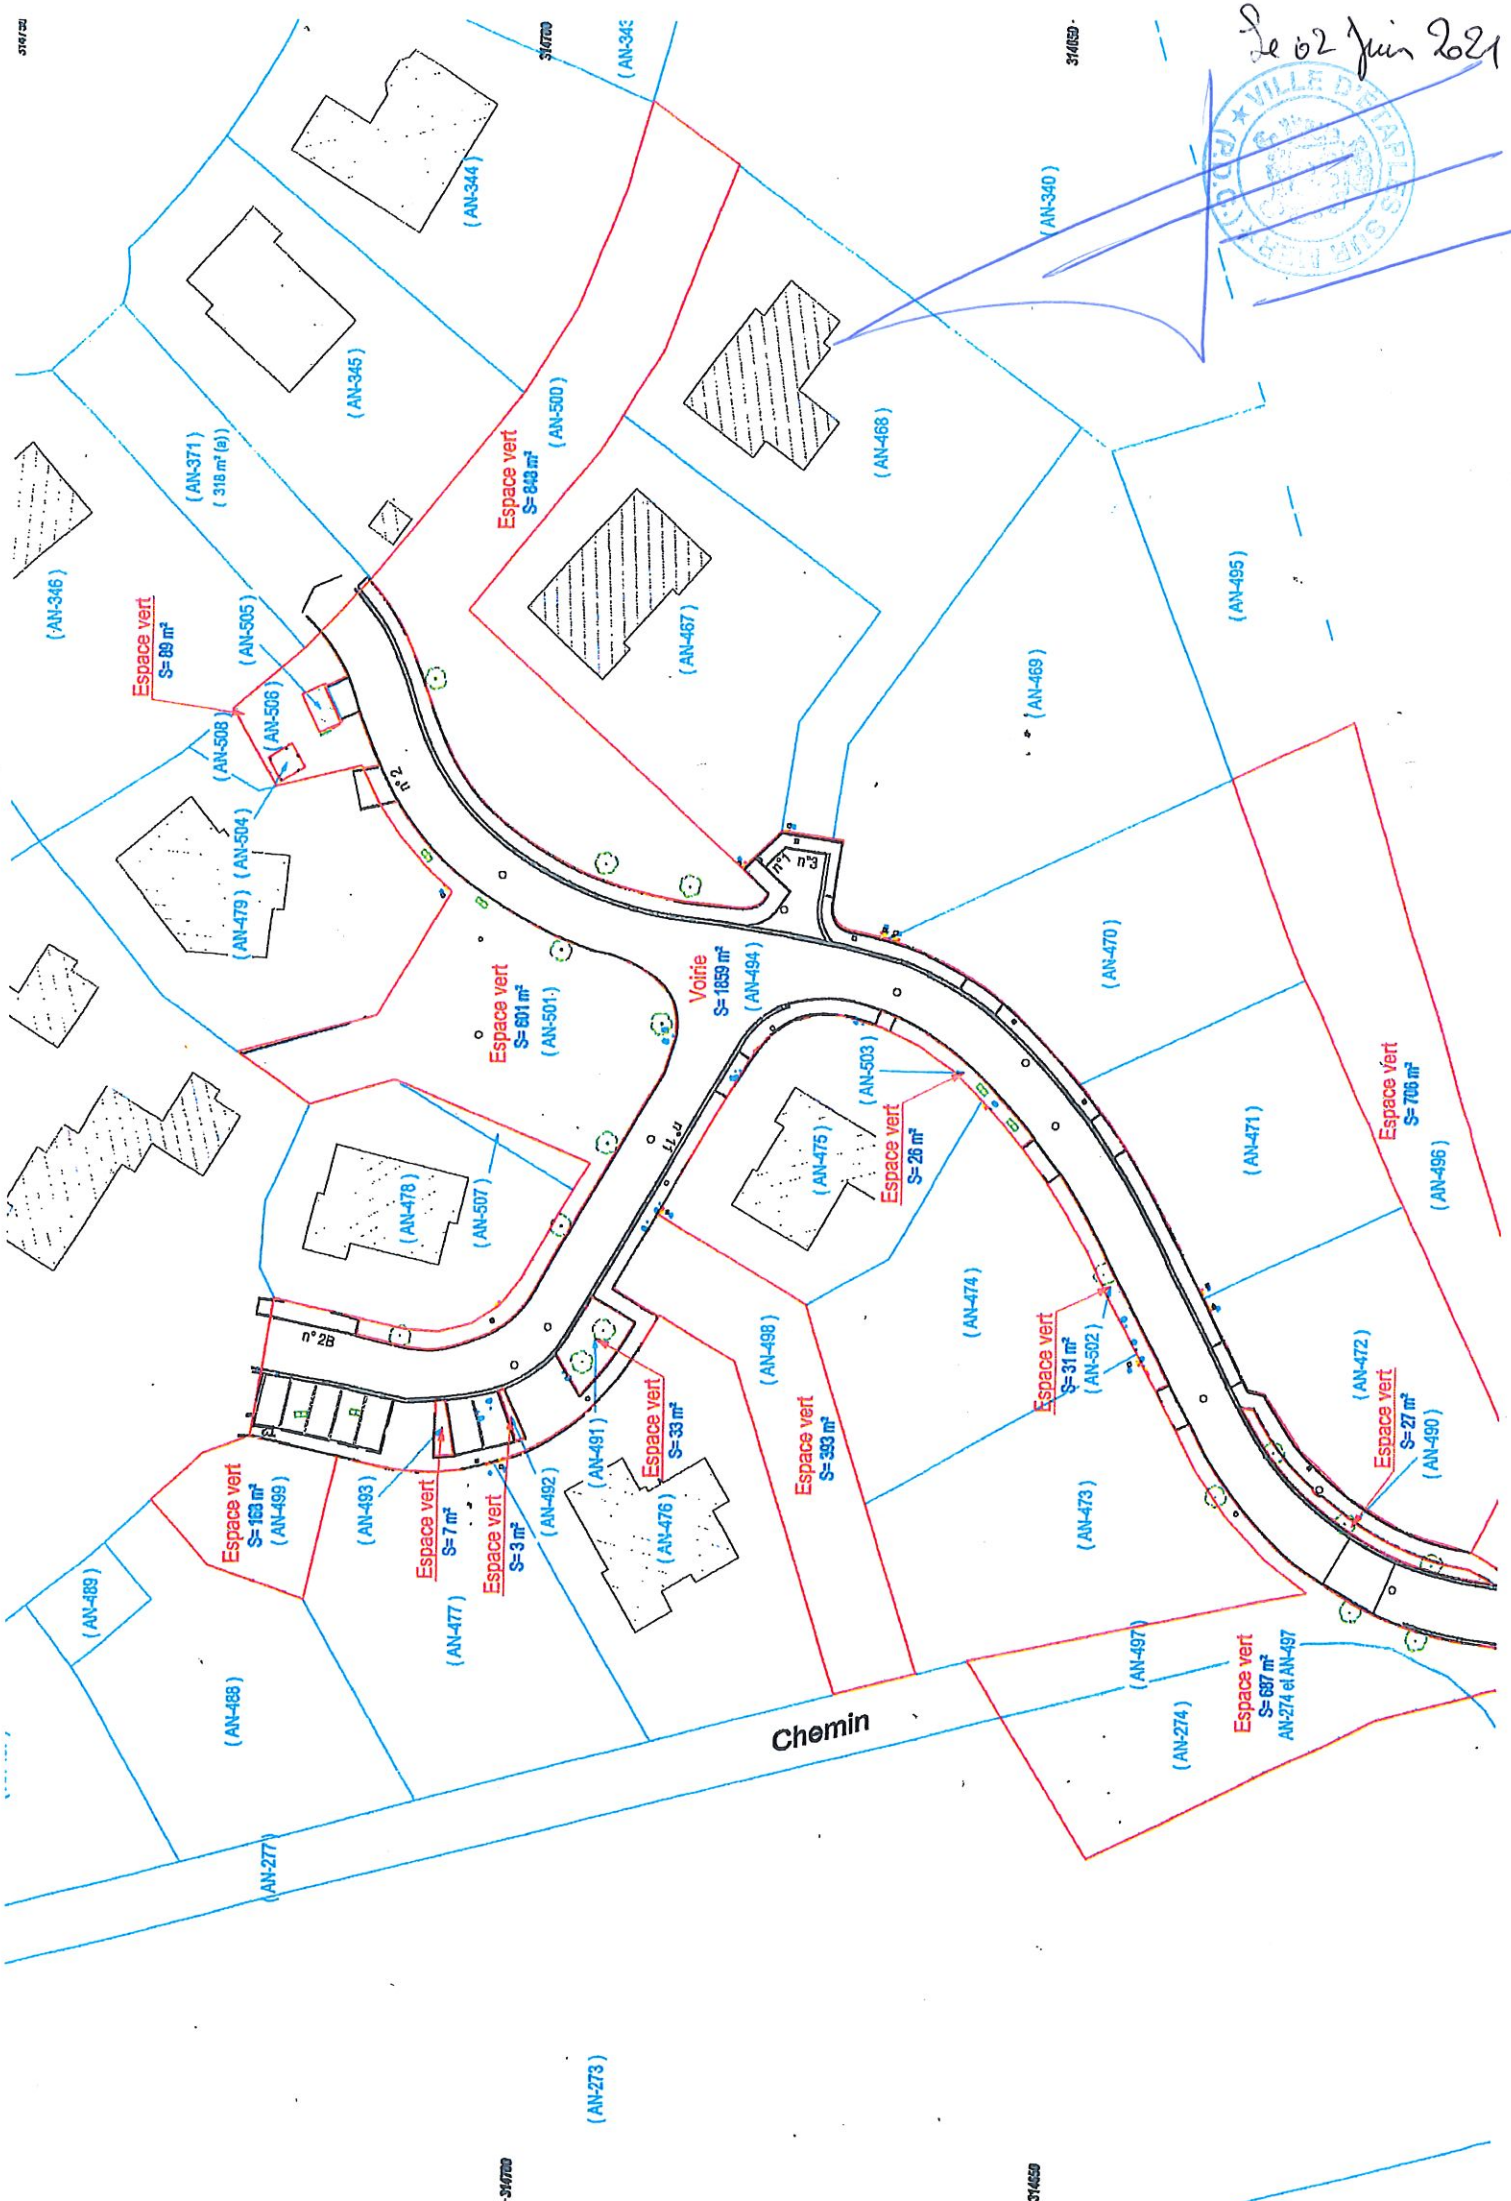 Le 02 Juin 2021
★ VILLE D'ETAPLES SUR MER ★ (P.D.C.)
314700
314650
( AN-343
( AN-344 )
( AN-340 )
( AN-345 )
( AN-371 )
( 318 m² (a))
( AN-500 )
Espace vert
S= 848 m²
( AN-468 )
( AN-346 )
( AN-505 )
Espace vert
S= 89 m²
( AN-467 )
( AN-495 )
( AN-469 )
( AN-506 )
( AN-508 )
n°2
( AN-504 )
( AN-479 )
n°1
n°3
( AN-470 )
Voirie
S= 1859 m²
( AN-494 )
Espace vert
S= 601 m²
( AN-501 )
( AN-503 )
Espace vert
S= 26 m²
( AN-475 )
n°11
( AN-471 )
Espace vert
S= 706 m²
( AN-496 )
( AN-478 )
( AN-507 )
n°2B
( AN-474 )
( AN-498 )
Espace vert
S= 31 m²
( AN-502 )
( AN-472 )
Espace vert
S= 27 m²
( AN-490 )
Espace vert
S= 33 m²
( AN-491 )
Espace vert
S= 393 m²
Espace vert
S= 168 m²
( AN-499 )
( AN-493 )
Espace vert
S= 7 m²
Espace vert
S= 3 m²
( AN-492 )
( AN-476 )
( AN-473 )
( AN-489 )
( AN-477 )
( AN-497 )
Espace vert
S= 687 m²
AN-274 et AN-497
( AN-488 )
( AN-274 )
Chemin
( AN-277 )
( AN-273 )
314700
314650